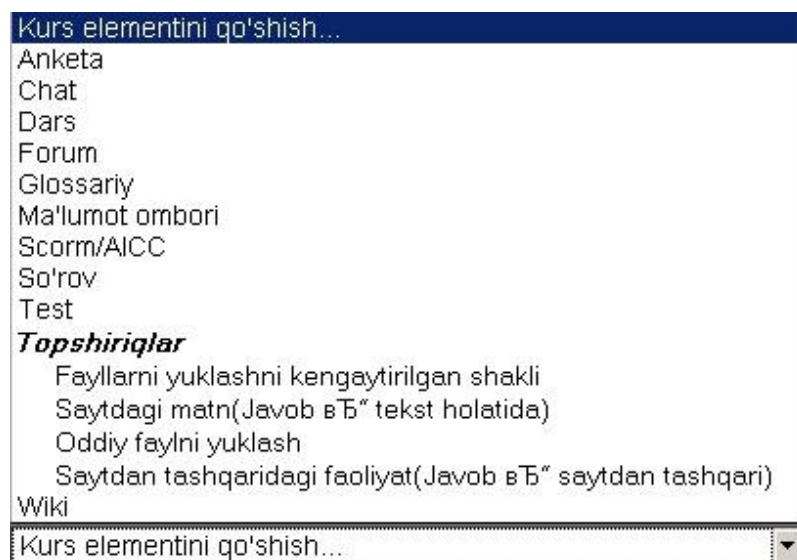 Kurs elementini qo'shish...
Anketa
Chat
Dars
Forum
Glossariy
Ma'lumot ombori
Scorm/AICC
So'rov
Test
Topshiriqlar
Fayllarni yuklashni kengaytirilgan shakli
Saytdagi matn(Javob вЂ“ tekst holatida)
Oddiy faylni yuklash
Saytdan tashqaridagi faoliyat(Javob вЂ“ saytdan tashqari)
Wiki
Kurs elementini qo'shish...